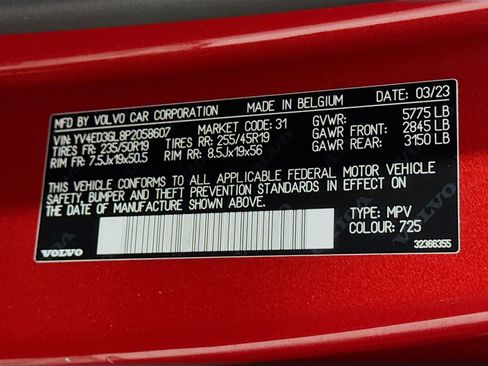 MFD BY VOLVO CAR CORPORATION MADE IN BELGIUM DATE: 03/23
VIN: YV4ED3GL8P2058607 MARKET CODE: 31 GVWR: 5775 LB
TIRES FR: 235/50R19 TIRES RR: 255/45R19 GAWR FRONT: 2845 LB
RIM FR: 7.5Jx19x50.5 RIM RR: 8.5Jx19x56 GAWR REAR: 3150 LB
THIS VEHICLE CONFORMS TO ALL APPLICABLE FEDERAL MOTOR VEHICLE
SAFETY, BUMPER AND THEFT PREVENTION STANDARDS IN EFFECT ON
THE DATE OF MANUFACTURE SHOWN ABOVE.
TYPE: MPV
COLOUR: 725
VOLVO
32366355